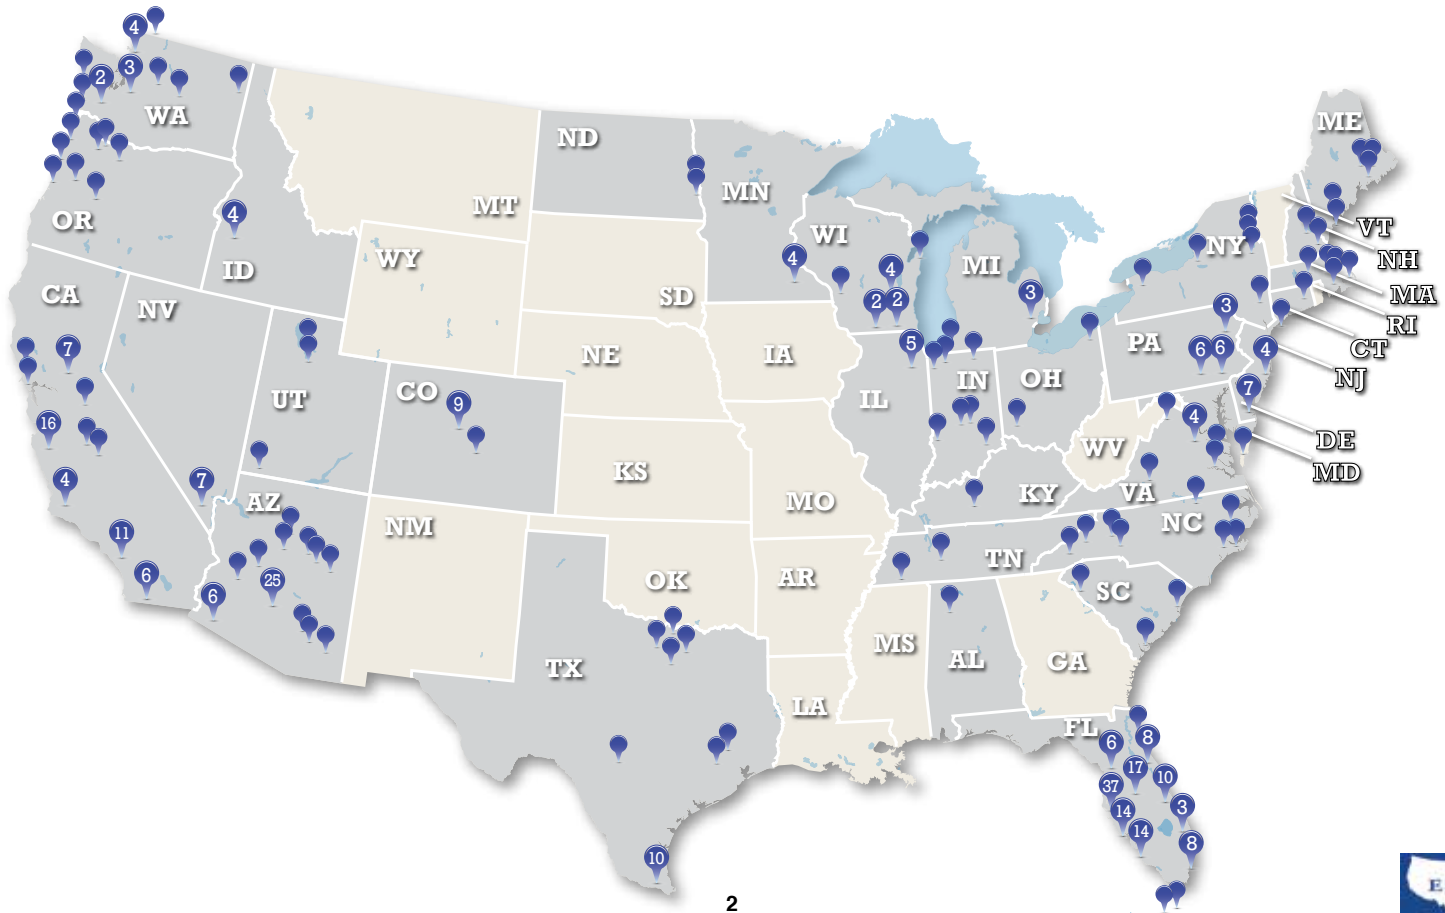 4
2
3
WA
ND
ME
MN
OR
4
MT
WI
NY
VT
ID
WY
4
4
MI
NH
CA
NV
SD
2
2
3
3
MA
RI
7
NE
IA
5
PA
6
6
4
CT
NJ
UT
CO
9
IL
IN
OH
7
16
4
DE
WV
MD
4
7
KS
MO
KY
VA
AZ
NM
NC
11
TN
6
25
OK
AR
SC
6
TX
MS
AL
GA
LA
FL
6
8
17
10
37
14
3
14
8
10
E
2